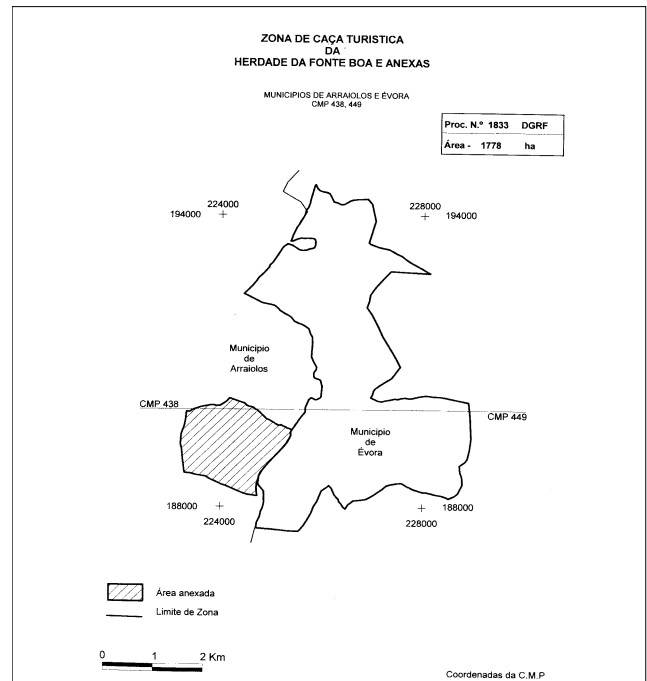 ZONA DE CAÇA TURISTICA
DA
HERDADE DA FONTE BOA E ANEXAS
MUNICIPIOS DE ARRAIOLOS E ÉVORA
CMP 438, 449
Proc. N.º 1833 DGRF
Área - 1778 ha
224000
194000
228000
194000
Municipio
de
Arraiolos
CMP 438
CMP 449
Municipio
de
Évora
188000
224000
188000
228000
Área anexada
Limite de Zona
0 1 2 Km
Coordenadas da C.M.P